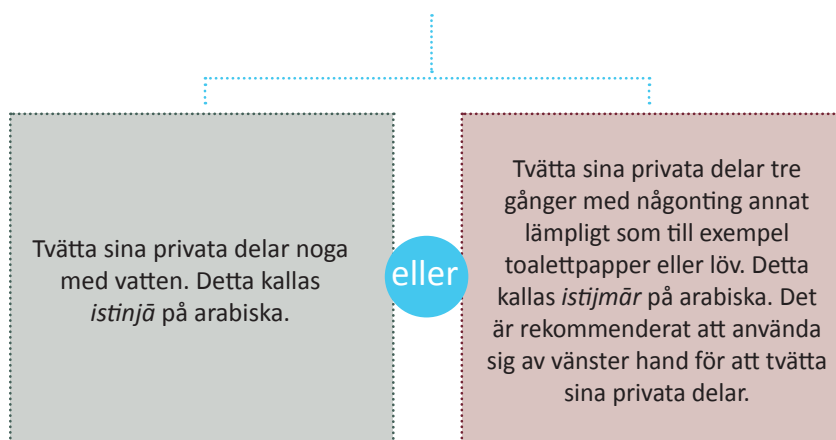 Tvätta sina privata delar noga
med vatten. Detta kallas
istinjā på arabiska.
eller
Tvätta sina privata delar tre
gånger med någonting annat
lämpligt som till exempel
toalettpapper eller löv. Detta
kallas istijmār på arabiska. Det
är rekommenderat att använda
sig av vänster hand för att tvätta
sina privata delar.